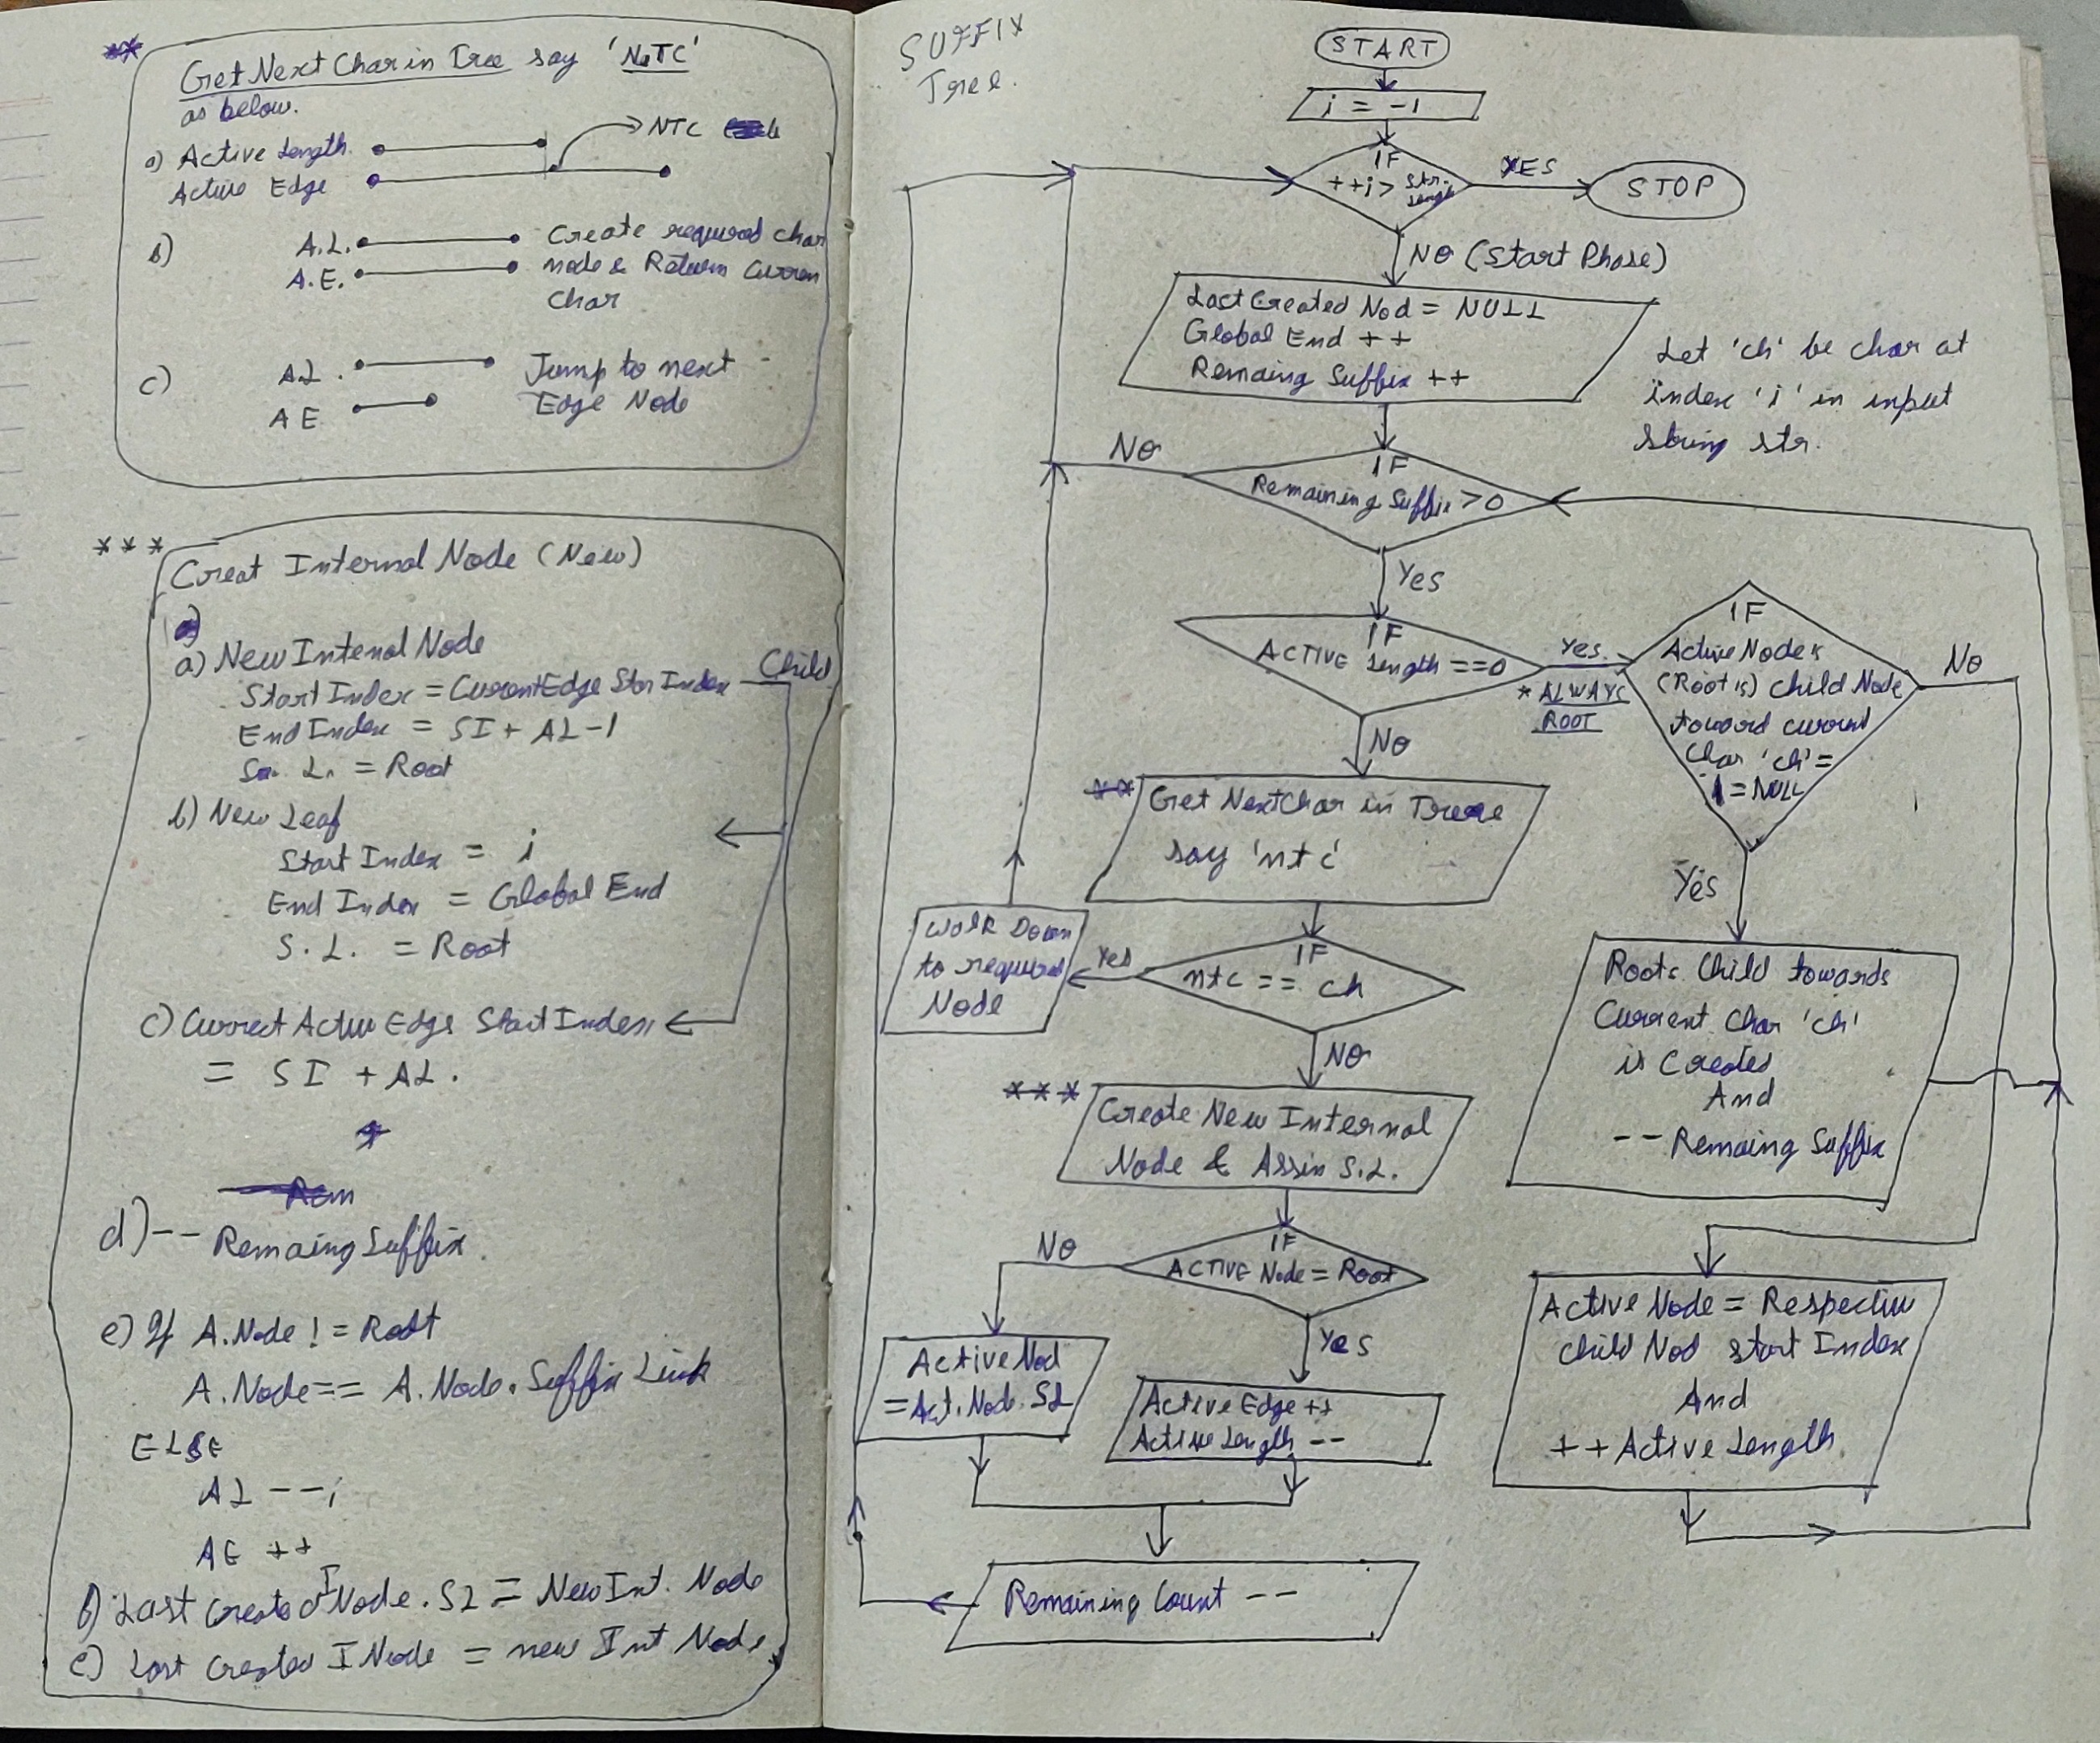 **
Get Next Char in Tree say 'NTC'
as below.
a) Active Length
NTC
Active Edge
b) A.L. Create required char
A.E. node & Return Curren
Char
c) AL. Jump to next
AE Edge Node
***
Creat Internal Node (New)
a) New Intenal Node
Child
Start Index = CurrentEdge Star Index
End Index = SI + AL-1
S. L. = Root
b) New Leaf
Start Index = i
End Index = Global End
S.L. = Root
c) Currect Active Edge Start Index
= SI + AL.
Rem
d) -- Remaing Suffix.
e) If A.Node != Root
A.Node == A.Node. Suffix Link
ELSE
AL --;
AE ++
f) Last Created INode.SL = New Int. Node
e) Last Created I Node = new Int Node
SUFFIX
Tree.
START
i = -1
IF
++i > Str.
Length
YES
STOP
NO (Start Phase)
Last Created Nod = NULL
Global End ++
Remaing Suffix ++
Let 'ch' be char at
index 'i' in input
String str.
No
IF
Remaining Suffix >0
Yes
IF
ACTIVE Length ==0
Yes
* ALWAYS
ROOT
IF
Active Node's
(Root's) Child Node
toward current
Char 'ch' =
! = NULL
No
No
**
Get NextChar in Tree
say 'ntc'
Yes
Walk Down
to required
Node
Yes
IF
ntc == ch
NO
Roots Child towards
Current Char 'ch'
is Created
And
-- Remaing Suffix
***
Create New Internal
Node & Assin S.L.
NO
IF
ACTIVE Node = Root
Yes
Active Nod
= Act. Node. SL
Active Edge ++
Active Length --
Active Node = Respective
Child Nod start Index
And
++ Active Length
Remaining Count --